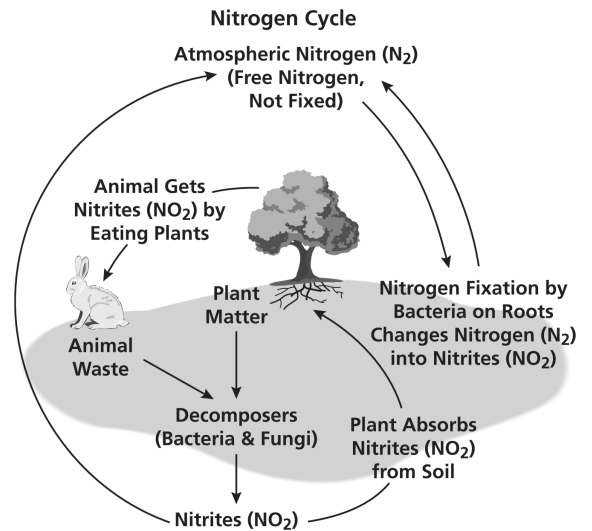 Nitrogen Cycle
Atmospheric Nitrogen (N₂)
(Free Nitrogen,
Not Fixed)
Animal Gets
Nitrites (NO₂) by
Eating Plants
Plant
Matter
Nitrogen Fixation by
Bacteria on Roots
Changes Nitrogen (N₂)
into Nitrites (NO₂)
Animal
Waste
Decomposers
(Bacteria & Fungi)
Plant Absorbs
Nitrites (NO₂)
from Soil
Nitrites (NO₂)